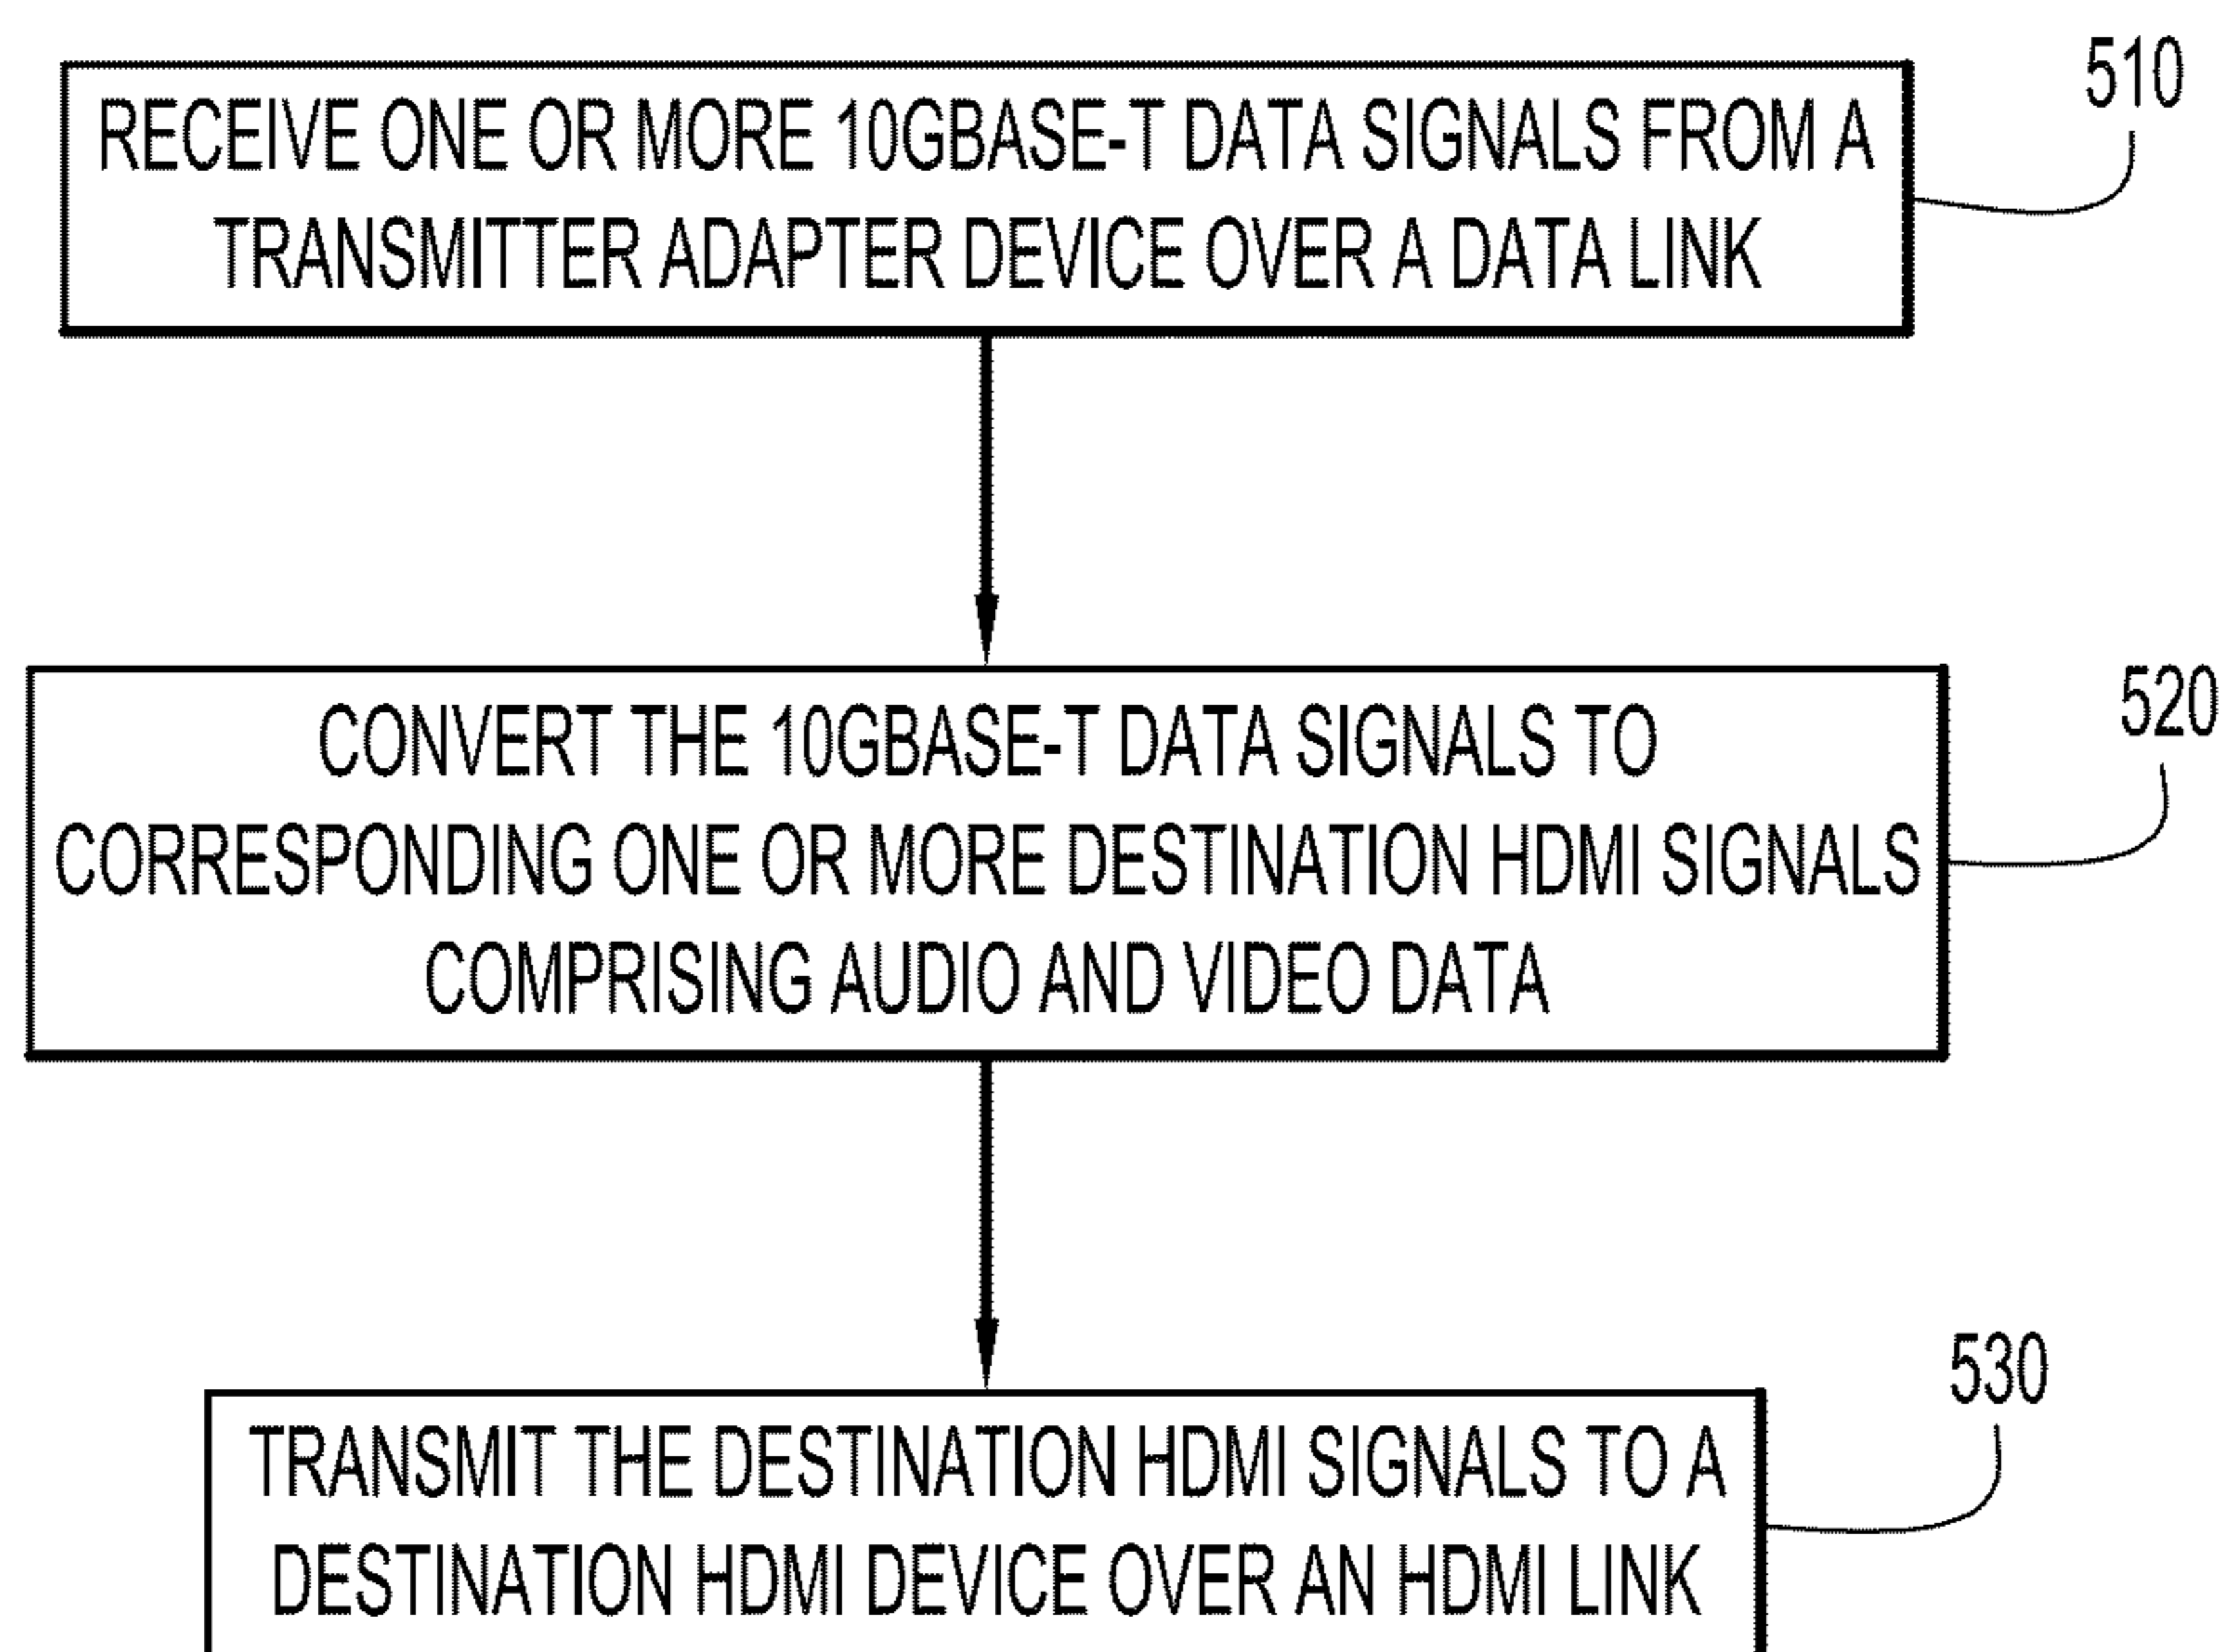 510
RECEIVE ONE OR MORE 10GBASE-T DATA SIGNALS FROM A
TRANSMITTER ADAPTER DEVICE OVER A DATA LINK
520
CONVERT THE 10GBASE-T DATA SIGNALS TO
CORRESPONDING ONE OR MORE DESTINATION HDMI SIGNALS
COMPRISING AUDIO AND VIDEO DATA
530
TRANSMIT THE DESTINATION HDMI SIGNALS TO A
DESTINATION HDMI DEVICE OVER AN HDMI LINK